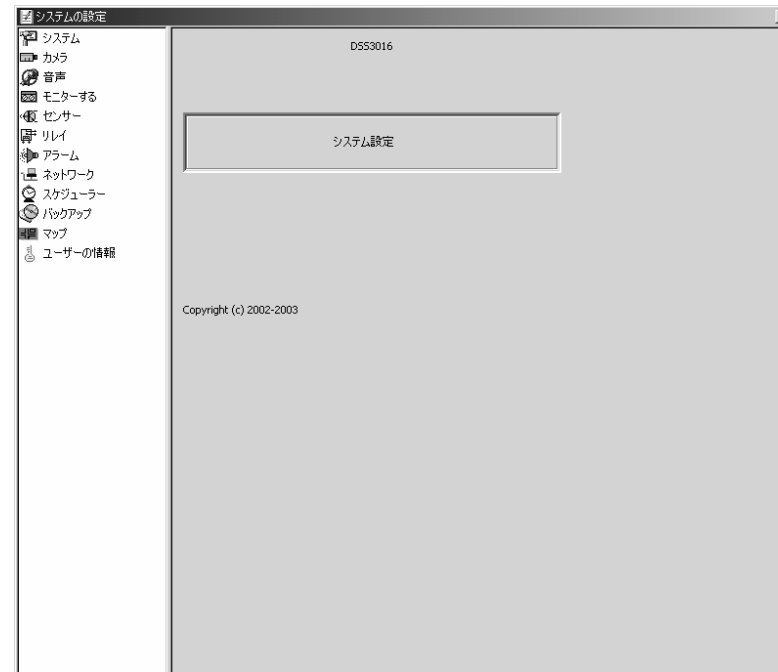 システムの設定
システム
カメラ
音声
モニターする
センサー
リレイ
アラーム
ネットワーク
スケジューラー
バックアップ
マップ
ユーザーの情報
DSS3016
システム設定
Copyright (c) 2002-2003